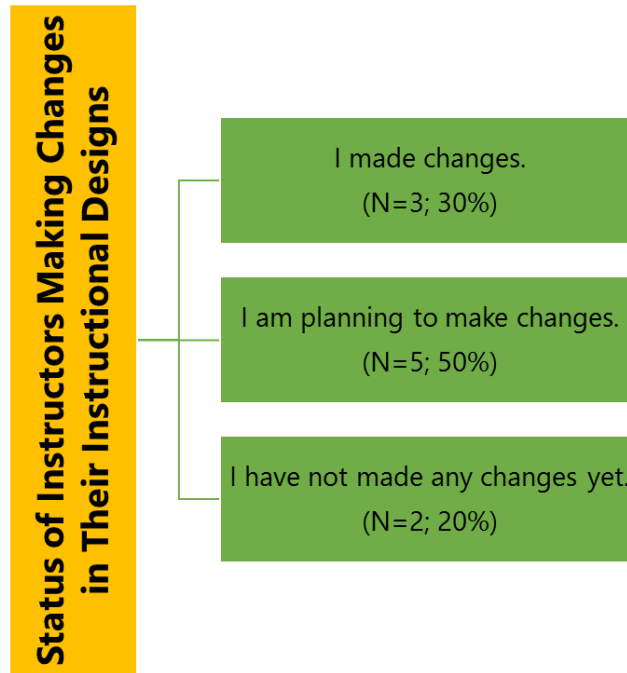 Status of Instructors Making Changes
in Their Instructional Designs
I made changes.
(N=3; 30%)
I am planning to make changes.
(N=5; 50%)
I have not made any changes yet.
(N=2; 20%)